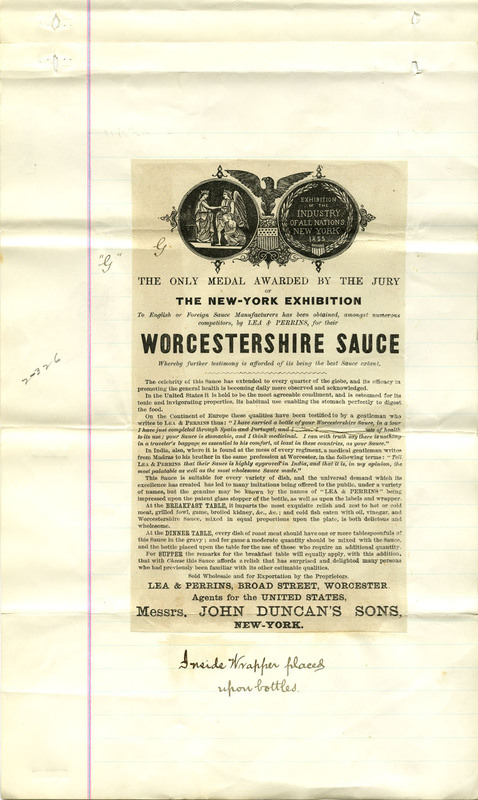 EXHIBITION
OF THE
INDUSTRY
OF ALL NATIONS
NEW YORK
1853
G
"G"
THE ONLY MEDAL AWARDED BY THE JURY
OF
THE NEW-YORK EXHIBITION
To English or Foreign Sauce Manufacturers has been obtained, amongst numerous
competitors, by LEA & PERRINS, for their
WORCESTERSHIRE SAUCE
Whereby further testimony is afforded of its being the best Sauce extant.
2326
The celebrity of this Sauce has extended to every quarter of the globe, and its efficacy in
promoting the general health is becoming daily more observed and acknowledged.
In the United States it is held to be the most agreeable condiment, and is esteemed for its
tonic and invigorating properties, its habitual use enabling the stomach perfectly to digest
the food.
On the Continent of Europe these qualities have been testified to by a gentleman who
writes to LEA & PERRINS thus: "I have carried a bottle of your Worcestershire Sauce, in a tour
I have just completed through Spain and Portugal, and I state of health
to its use; your Sauce is stomachic, and I think medicinal. I can with truth say there is nothing
in a traveler's baggage so essential to his comfort, at least in these countries, as your Sauce."
In India, also, where it is found at the mess of every regiment, a medical gentleman writes
from Madras to his brother in the same profession at Worcester, in the following terms: "Tell
LEA & PERRINS that their Sauce is highly approved in India, and that it is, in my opinion, the
most palatable as well as the most wholesome Sauce made."
This Sauce is suitable for every variety of dish, and the universal demand which its
excellence has created has led to many imitations being offered to the public, under a variety
of names, but the genuine may be known by the names of "LEA & PERRINS" being
impressed upon the patent glass stopper of the bottle, as well as upon the labels and wrapper.
At the BREAKFAST TABLE, it imparts the most exquisite relish and zest to hot or cold
meat, grilled fowl, game, broiled kidney, &c., &c.; and cold fish eaten with oil, vinegar, and
Worcestershire Sauce, mixed in equal proportions upon the plate, is both delicious and
wholesome.
At the DINNER TABLE, every dish of roast meat should have one or more tablespoonfuls of
this Sauce in the gravy; and for game a moderate quantity should be mixed with the Sauce,
and the bottle placed upon the table for the use of those who require an additional quantity.
For SUPPER the remarks for the breakfast table will equally apply, with this addition,
that with Cheese this Sauce affords a relish that has surprised and delighted many persons
who had previously been familiar with its other estimable qualities.
Sold Wholesale and for Exportation by the Proprietors.
LEA & PERRINS, BROAD STREET, WORCESTER
Agents for the UNITED STATES,
Messrs. JOHN DUNCAN'S SONS,
NEW-YORK.
Inside Wrapper placed
upon bottles.